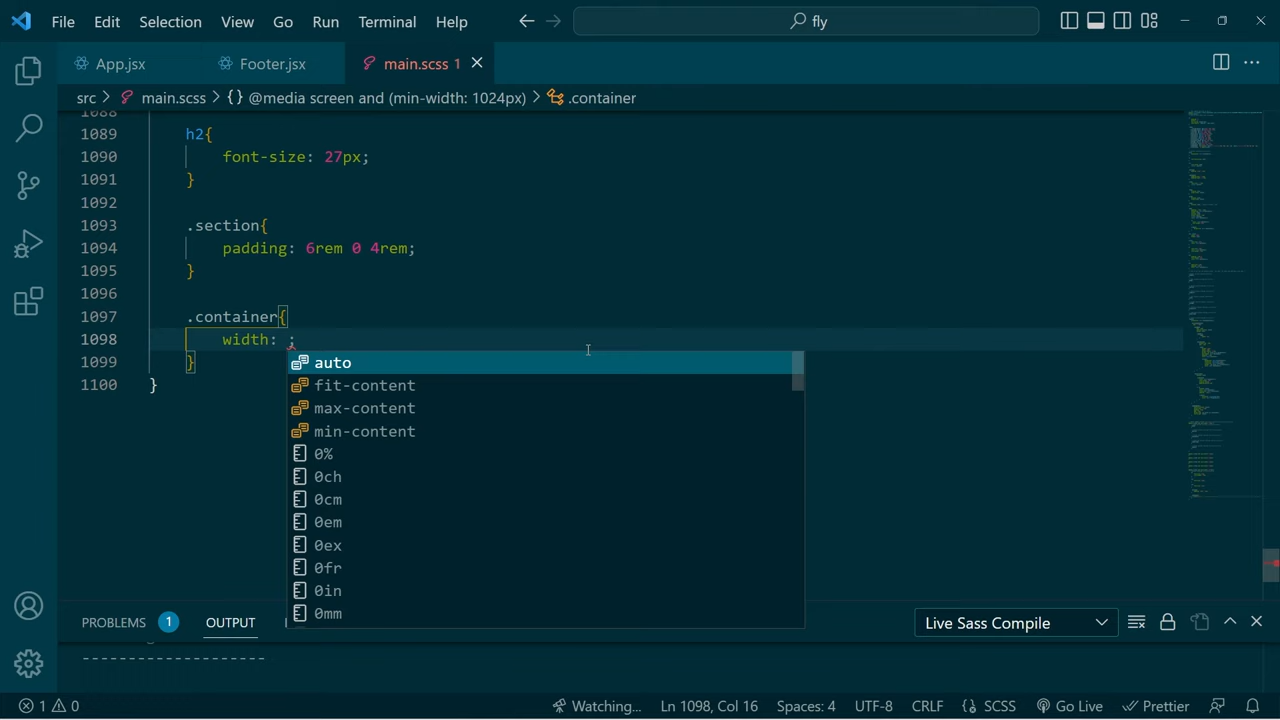 File Edit Selection View Go Run Terminal Help fly
App.jsx Footer.jsx main.scss 1
src > main.scss > {} @media screen and (min-width: 1024px) > .container
1088
1089 h2{
1090 font-size: 27px;
1091 }
1092
1093 .section{
1094 padding: 6rem 0 4rem;
1095 }
1096
1097 .container{
1098 width: ;
1099 }
1100 }
auto
fit-content
max-content
min-content
0%
0ch
0cm
0em
0ex
0fr
0in
0mm
PROBLEMS 1 OUTPUT Live Sass Compile
--------------------
1 0 Watching... Ln 1098, Col 16 Spaces: 4 UTF-8 CRLF {} SCSS Go Live Prettier